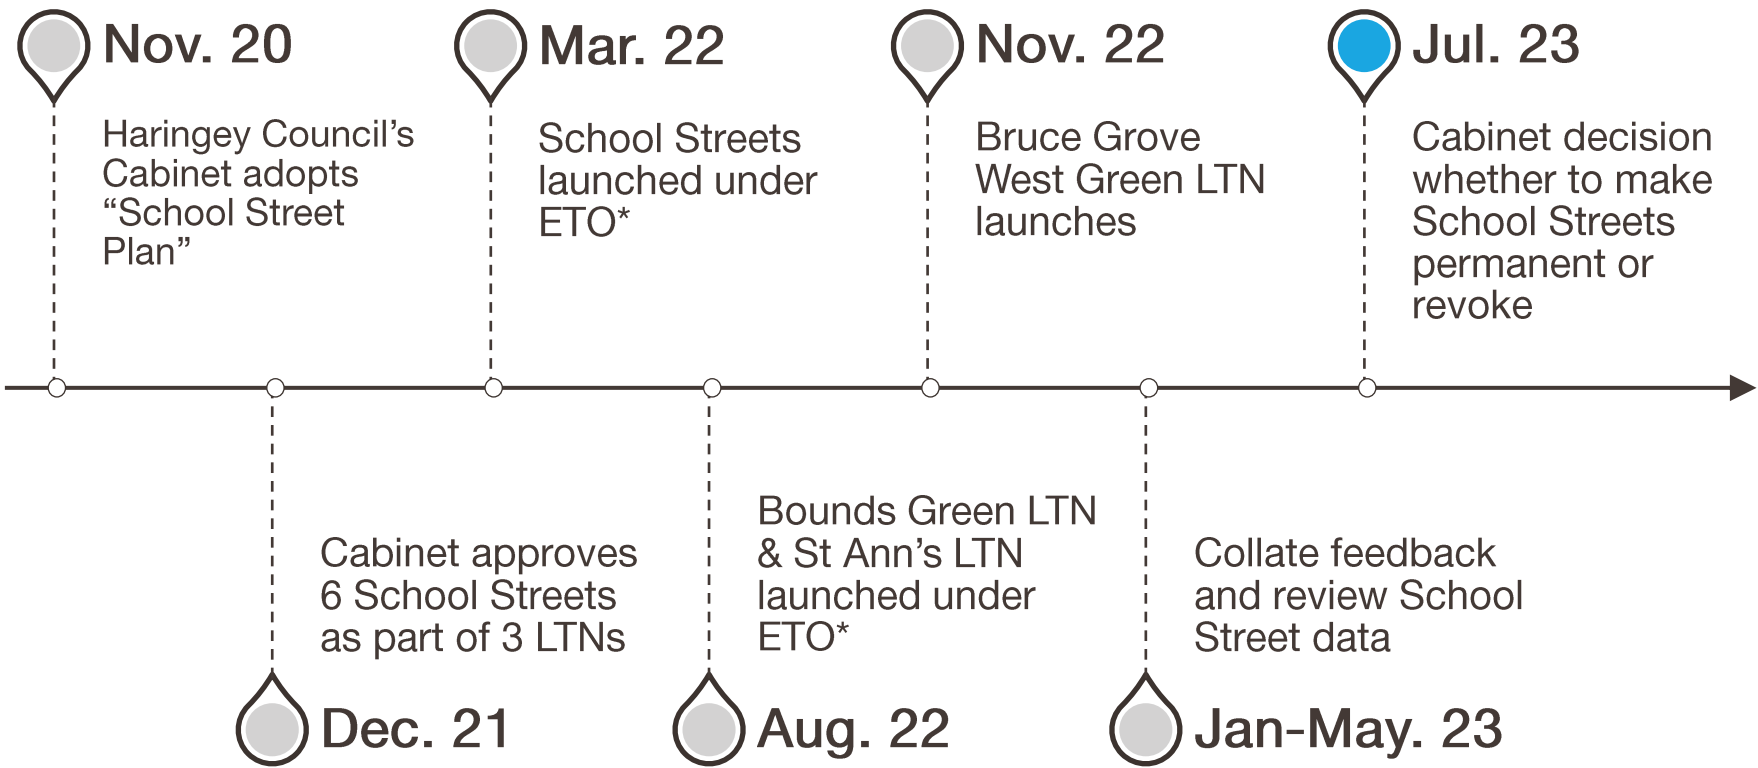 Nov. 20
Haringey Council’s
Cabinet adopts
“School Street
Plan”
Dec. 21
Cabinet approves
6 School Streets
as part of 3 LTNs
Mar. 22
School Streets
launched under
ETO*
Aug. 22
Bounds Green LTN
& St Ann’s LTN
launched under
ETO*
Nov. 22
Bruce Grove
West Green LTN
launches
Jan-May. 23
Collate feedback
and review School
Street data
Jul. 23
Cabinet decision
whether to make
School Streets
permanent or
revoke